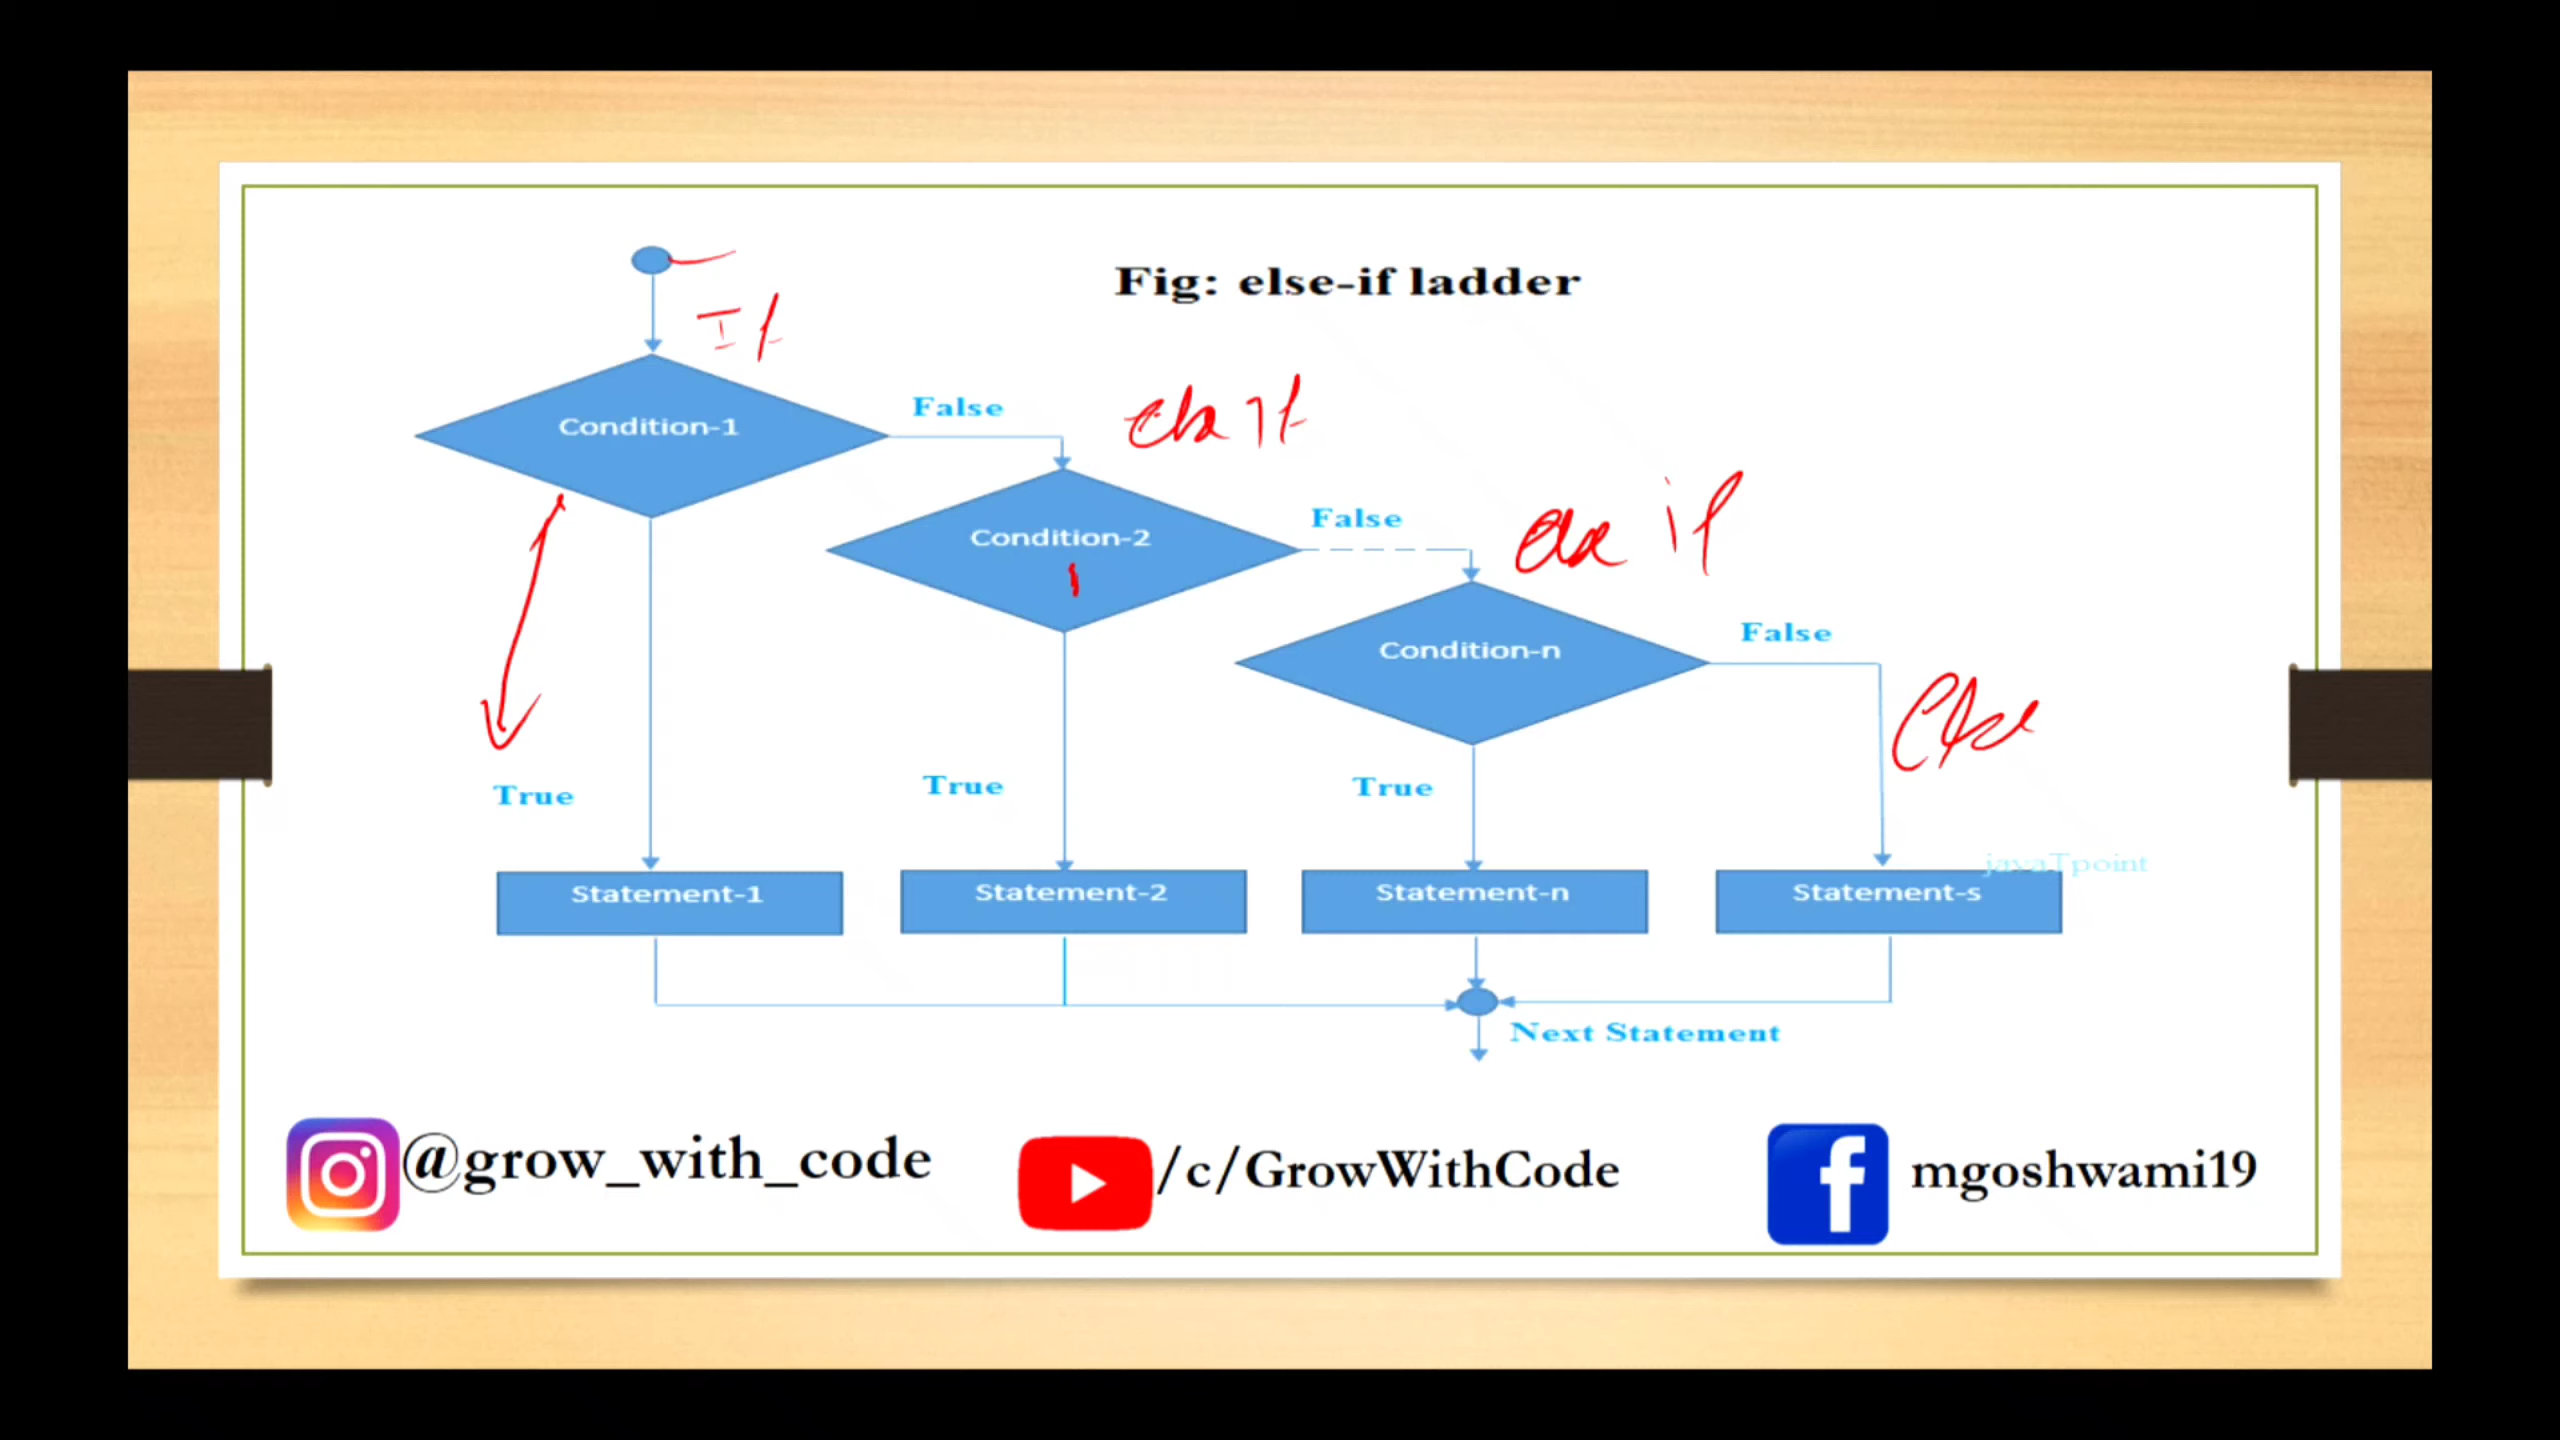 Fig: else-if ladder
If
Condition-1
False
else if
Condition-2
False
else if
Condition-n
False
else
True
True
True
javaTpoint
Statement-1
Statement-2
Statement-n
Statement-s
Next Statement
@grow_with_code
/c/GrowWithCode
mgoshwami19